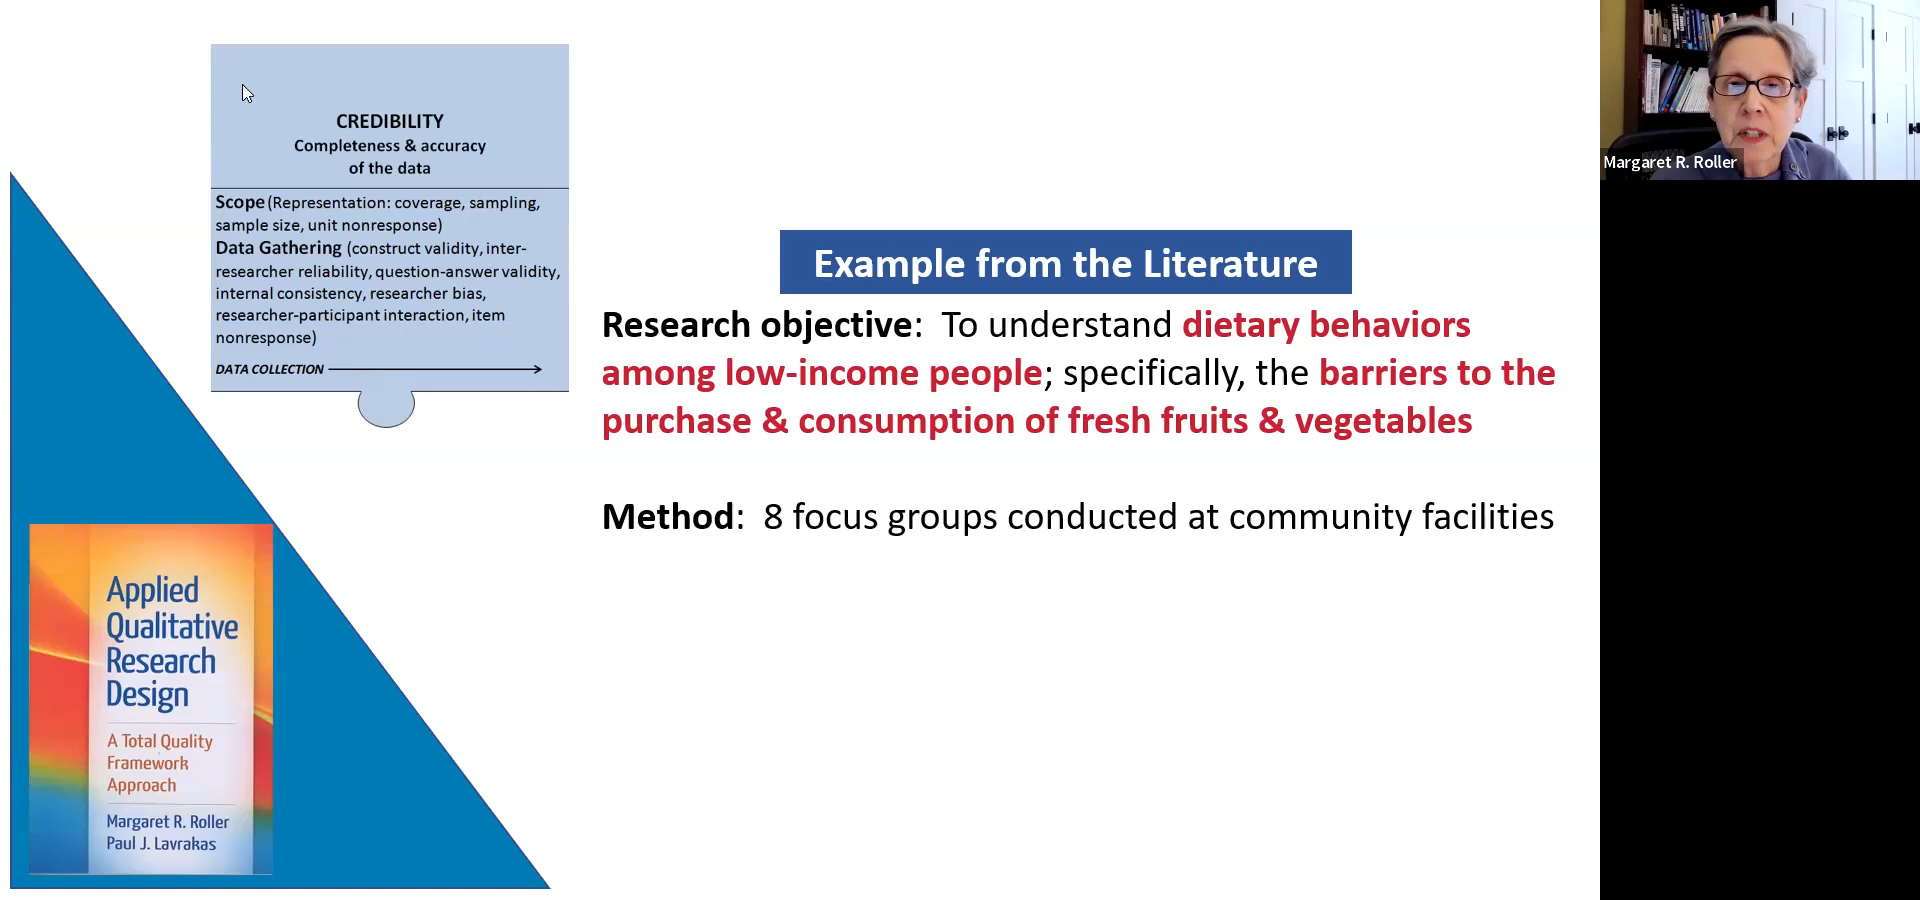 CREDIBILITY
Completeness & accuracy
of the data
Scope (Representation: coverage, sampling,
sample size, unit nonresponse)
Data Gathering (construct validity, inter-
researcher reliability, question-answer validity,
internal consistency, researcher bias,
researcher-participant interaction, item
nonresponse)
DATA COLLECTION
Example from the Literature
Research objective: To understand dietary behaviors
among low-income people; specifically, the barriers to the
purchase & consumption of fresh fruits & vegetables
Method: 8 focus groups conducted at community facilities
Applied
Qualitative
Research
Design
A Total Quality
Framework
Approach
Margaret R. Roller
Paul J. Lavrakas
Margaret R. Roller